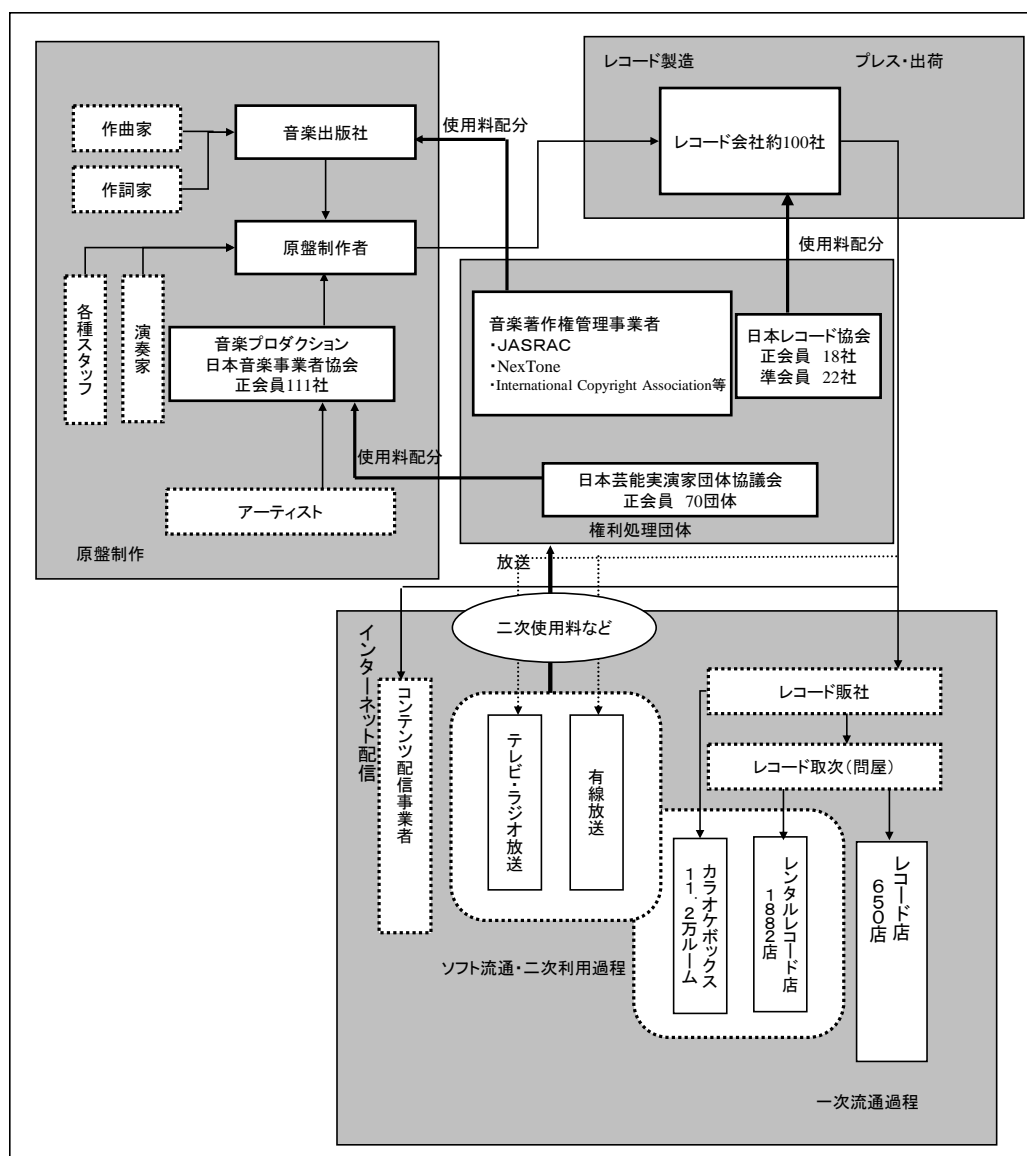 レコード製造
プレス・出荷
作曲家
音楽出版社
使用料配分
レコード会社約100社
作詞家
原盤制作者
使用料配分
各種スタッフ
演奏家
音楽プロダクション
日本音楽事業者協会
正会員111社
音楽著作権管理事業者
・JASRAC
・NexTone
・International Copyright Association等
日本レコード協会
正会員 18社
準会員 22社
使用料配分
アーティスト
日本芸能実演家団体協議会
正会員 70団体
権利処理団体
原盤制作
放送
二次使用料など
インターネット配信
コンテンツ配信事業者
テレビ・ラジオ放送
有線放送
レコード販社
レコード取次(問屋)
カラオケボックス
11.2万ルーム
レンタルレコード店
1882店
レコード店
650店
ソフト流通・二次利用過程
一次流通過程